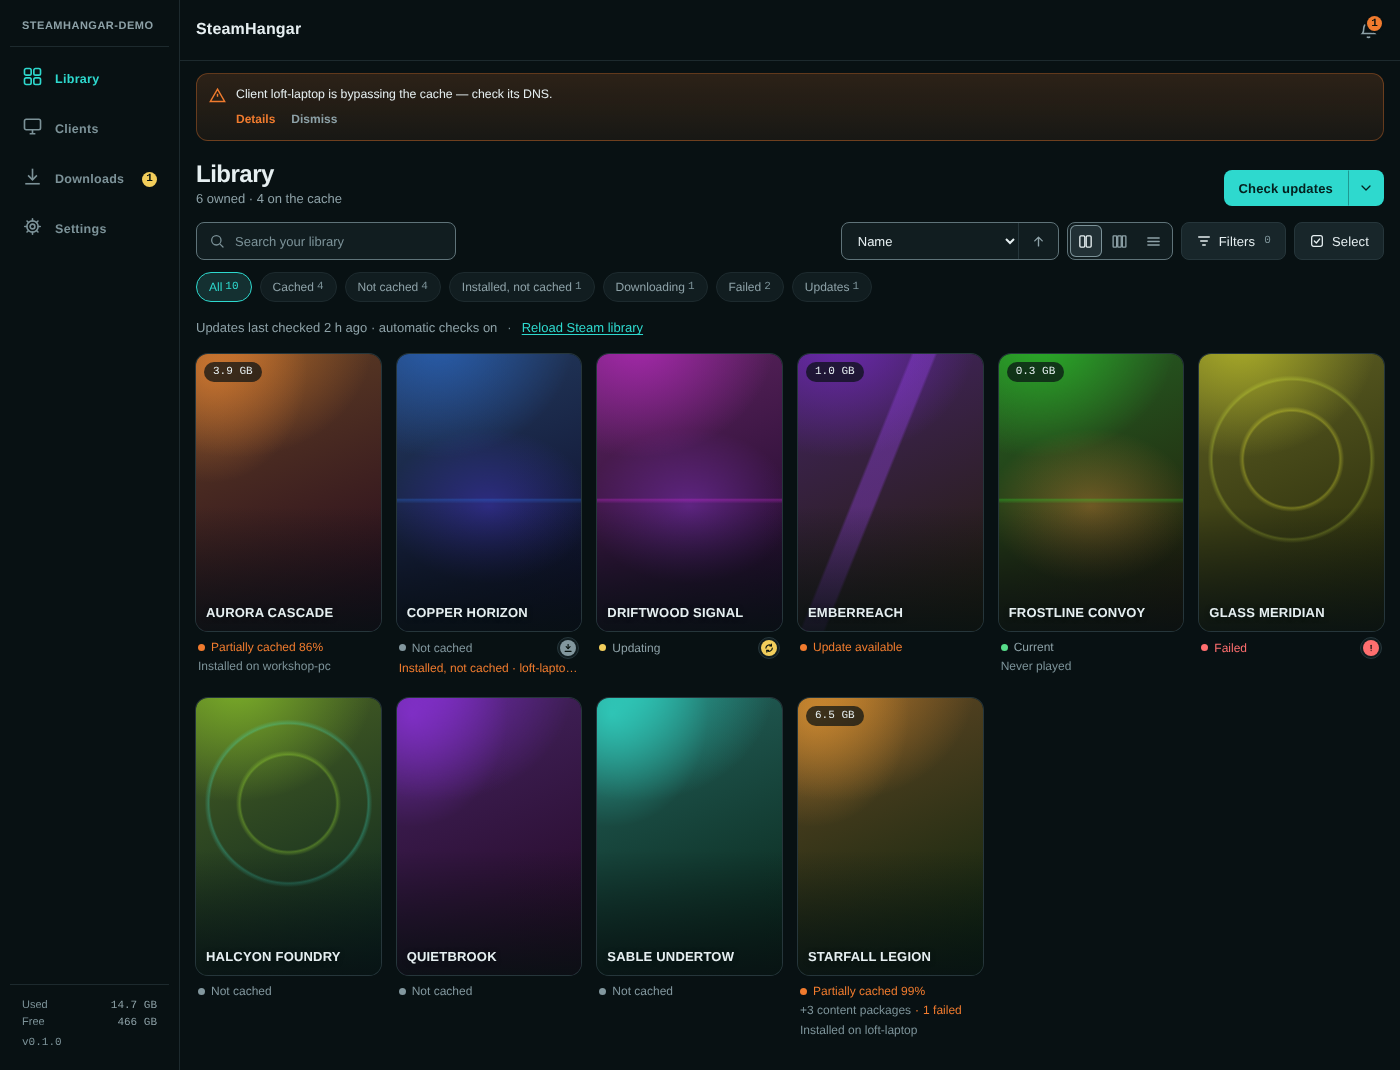 STEAMHANGAR-DEMO
Library
Clients
Downloads 1
Settings
Used 14.7 GB
Free 466 GB
v0.1.0
SteamHangar
1
Client loft-laptop is bypassing the cache — check its DNS.
Details Dismiss
Library
6 owned · 4 on the cache
Check updates
Search your library
Name
Filters 0
Select
All 10
Cached 4
Not cached 4
Installed, not cached 1
Downloading 1
Failed 2
Updates 1
Updates last checked 2 h ago · automatic checks on · Reload Steam library
3.9 GB
AURORA CASCADE
Partially cached 86%
Installed on workshop-pc
COPPER HORIZON
Not cached
Installed, not cached · loft-lapto…
DRIFTWOOD SIGNAL
Updating
1.0 GB
EMBERREACH
Update available
0.3 GB
FROSTLINE CONVOY
Current
Never played
GLASS MERIDIAN
Failed
HALCYON FOUNDRY
Not cached
QUIETBROOK
Not cached
SABLE UNDERTOW
Not cached
6.5 GB
STARFALL LEGION
Partially cached 99%
+3 content packages · 1 failed
Installed on loft-laptop